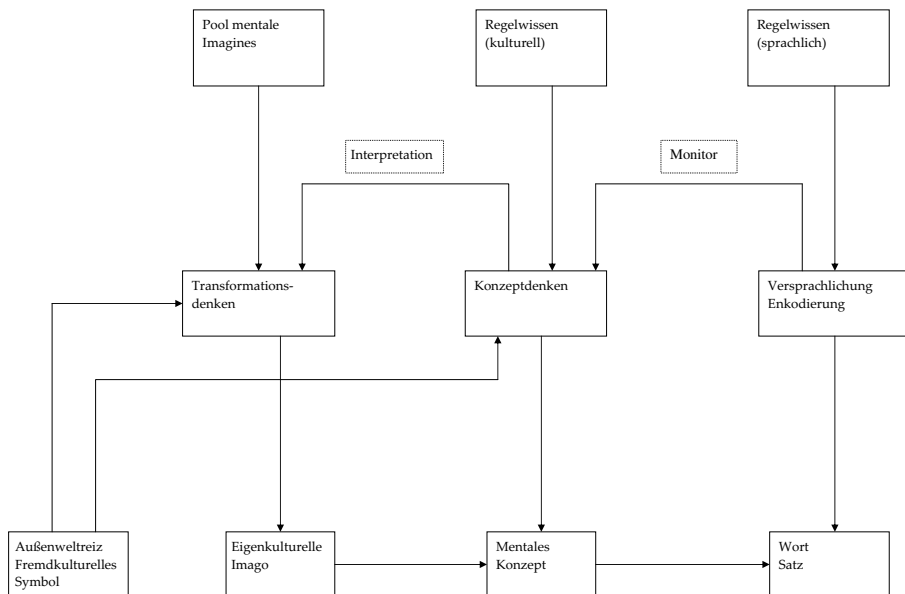 Pool mentale
Imagines
Regelwissen
(kulturell)
Regelwissen
(sprachlich)
Interpretation
Monitor
Transformations-
denken
Konzeptdenken
Versprachlichung
Enkodierung
Außenweltreiz
Fremdkulturelles
Symbol
Eigenkulturelle
Imago
Mentales
Konzept
Wort
Satz